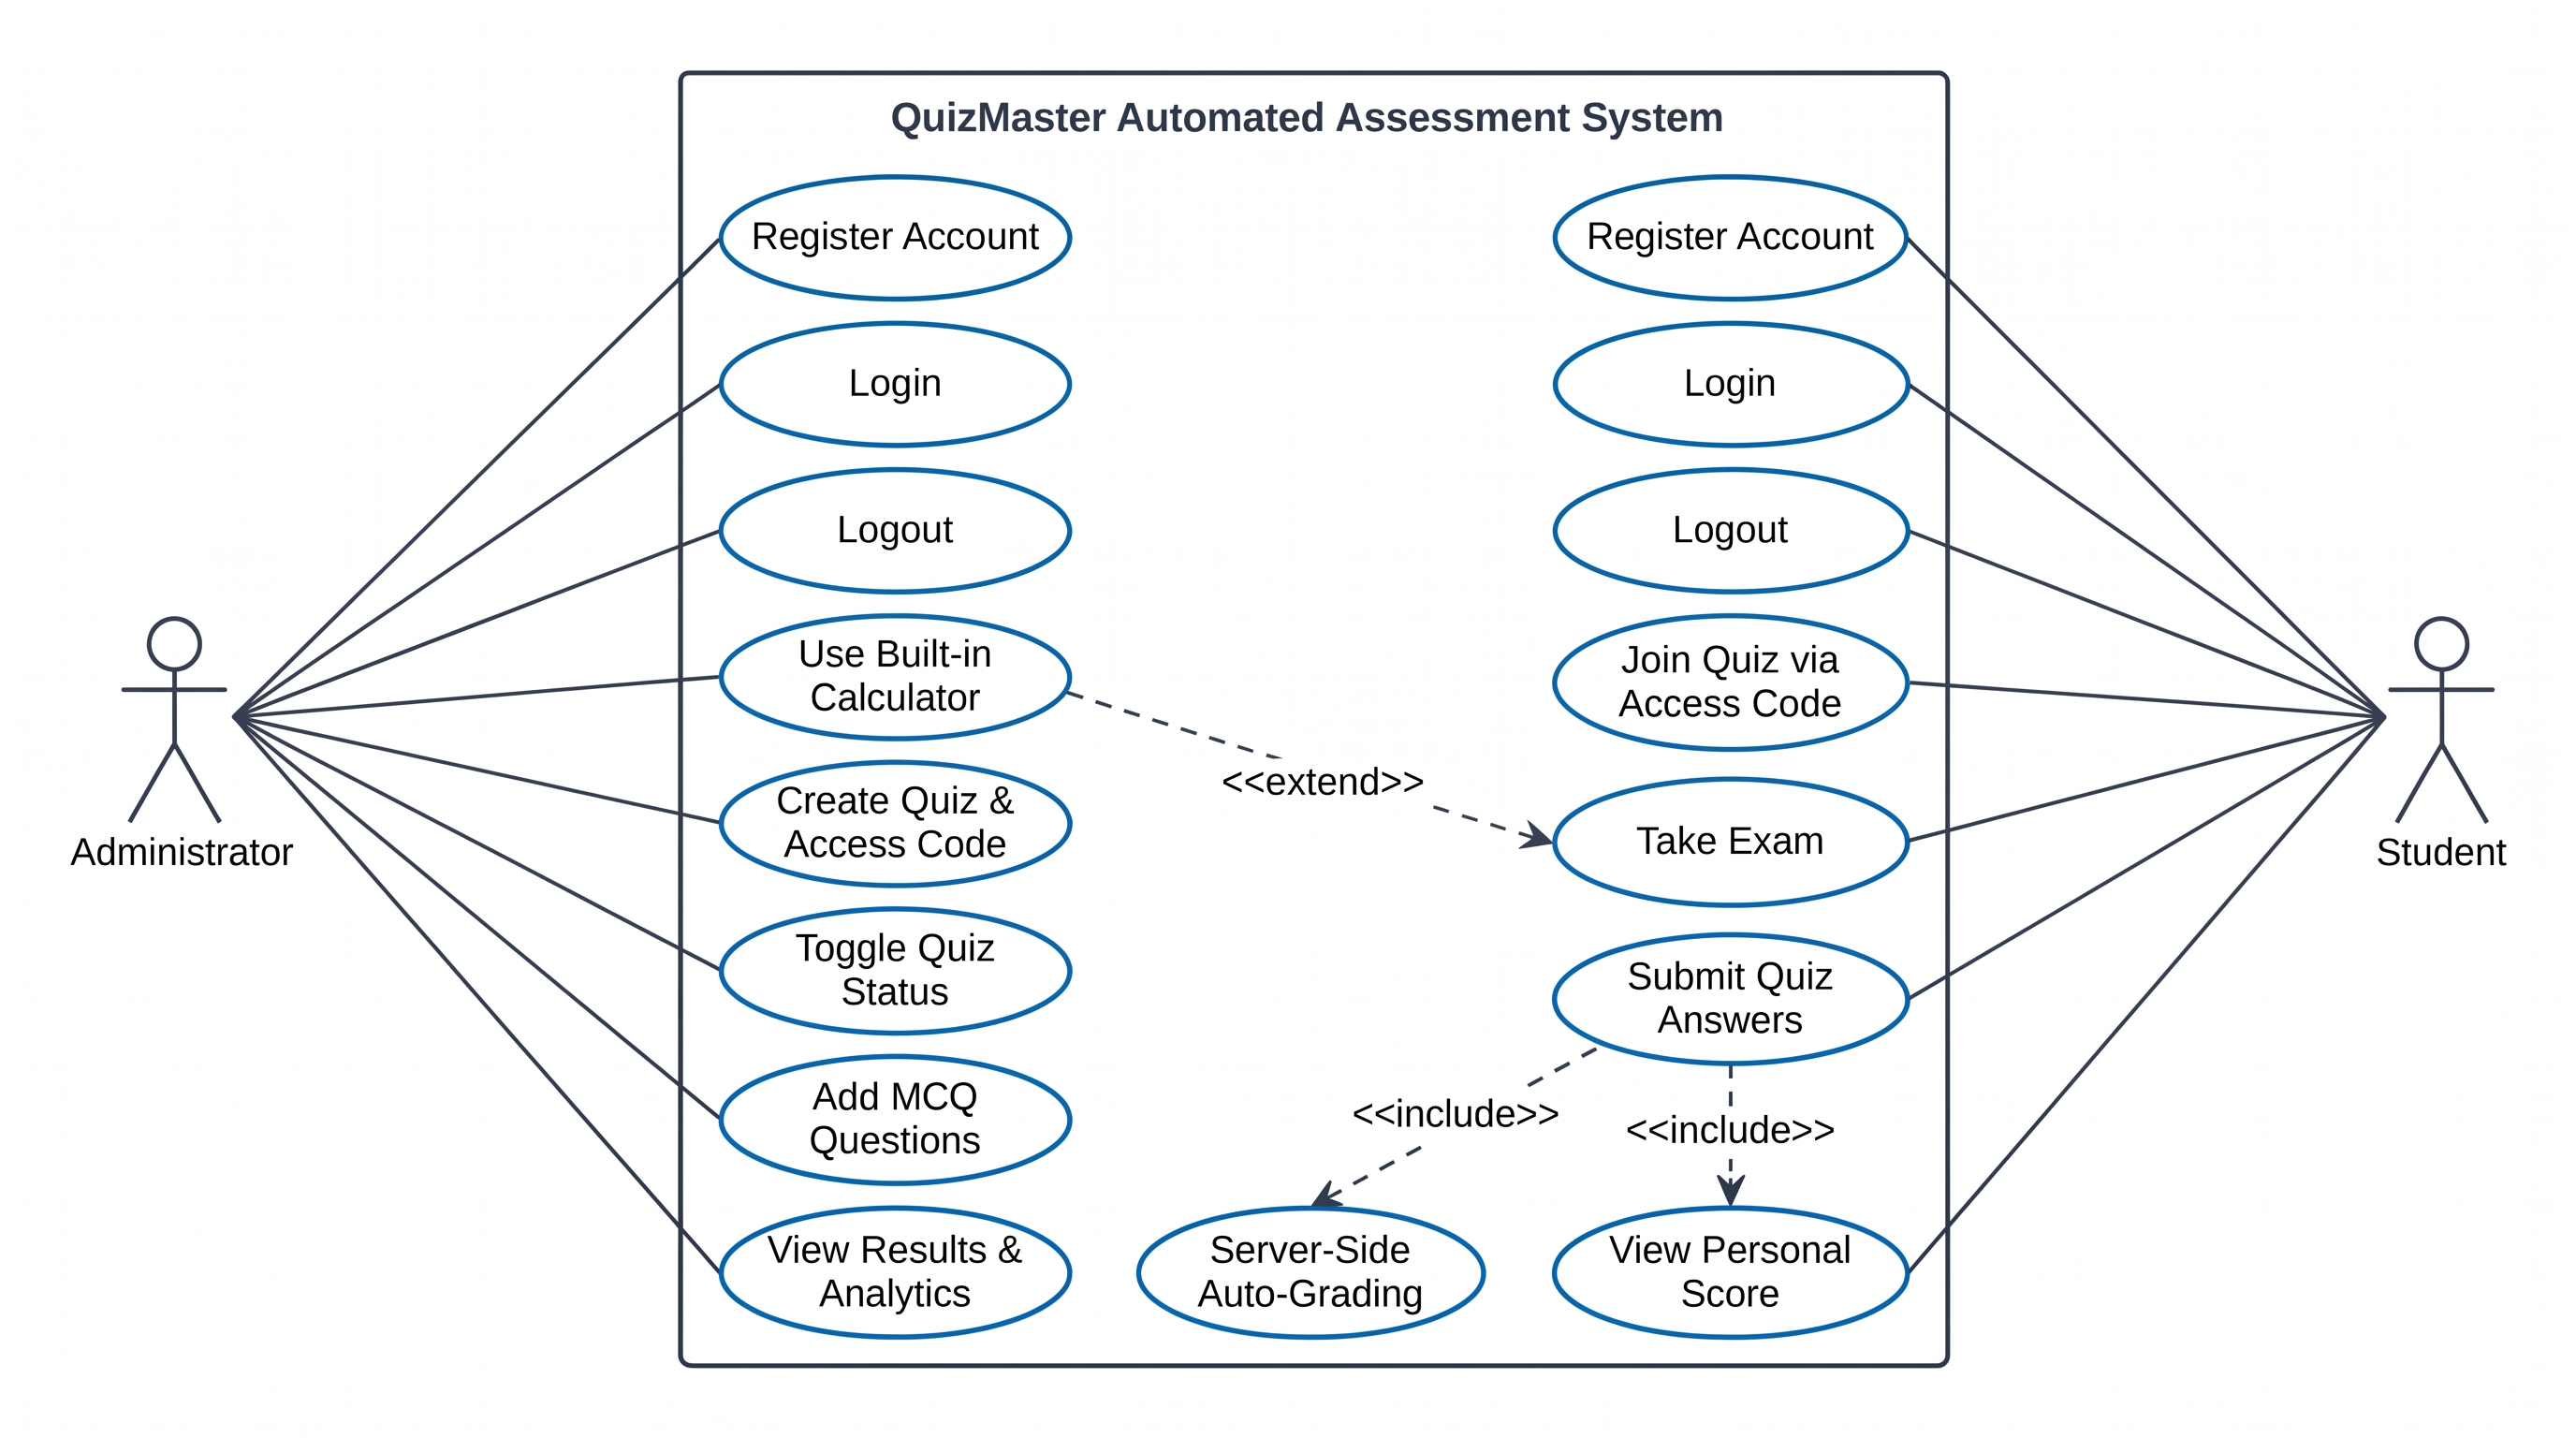 QuizMaster Automated Assessment System
Register Account
Login
Logout
Use Built-in
Calculator
Create Quiz &
Access Code
Toggle Quiz
Status
Add MCQ
Questions
View Results &
Analytics
Administrator
<<extend>>
<<include>>
<<include>>
Server-Side
Auto-Grading
Register Account
Login
Logout
Join Quiz via
Access Code
Take Exam
Submit Quiz
Answers
View Personal
Score
Student